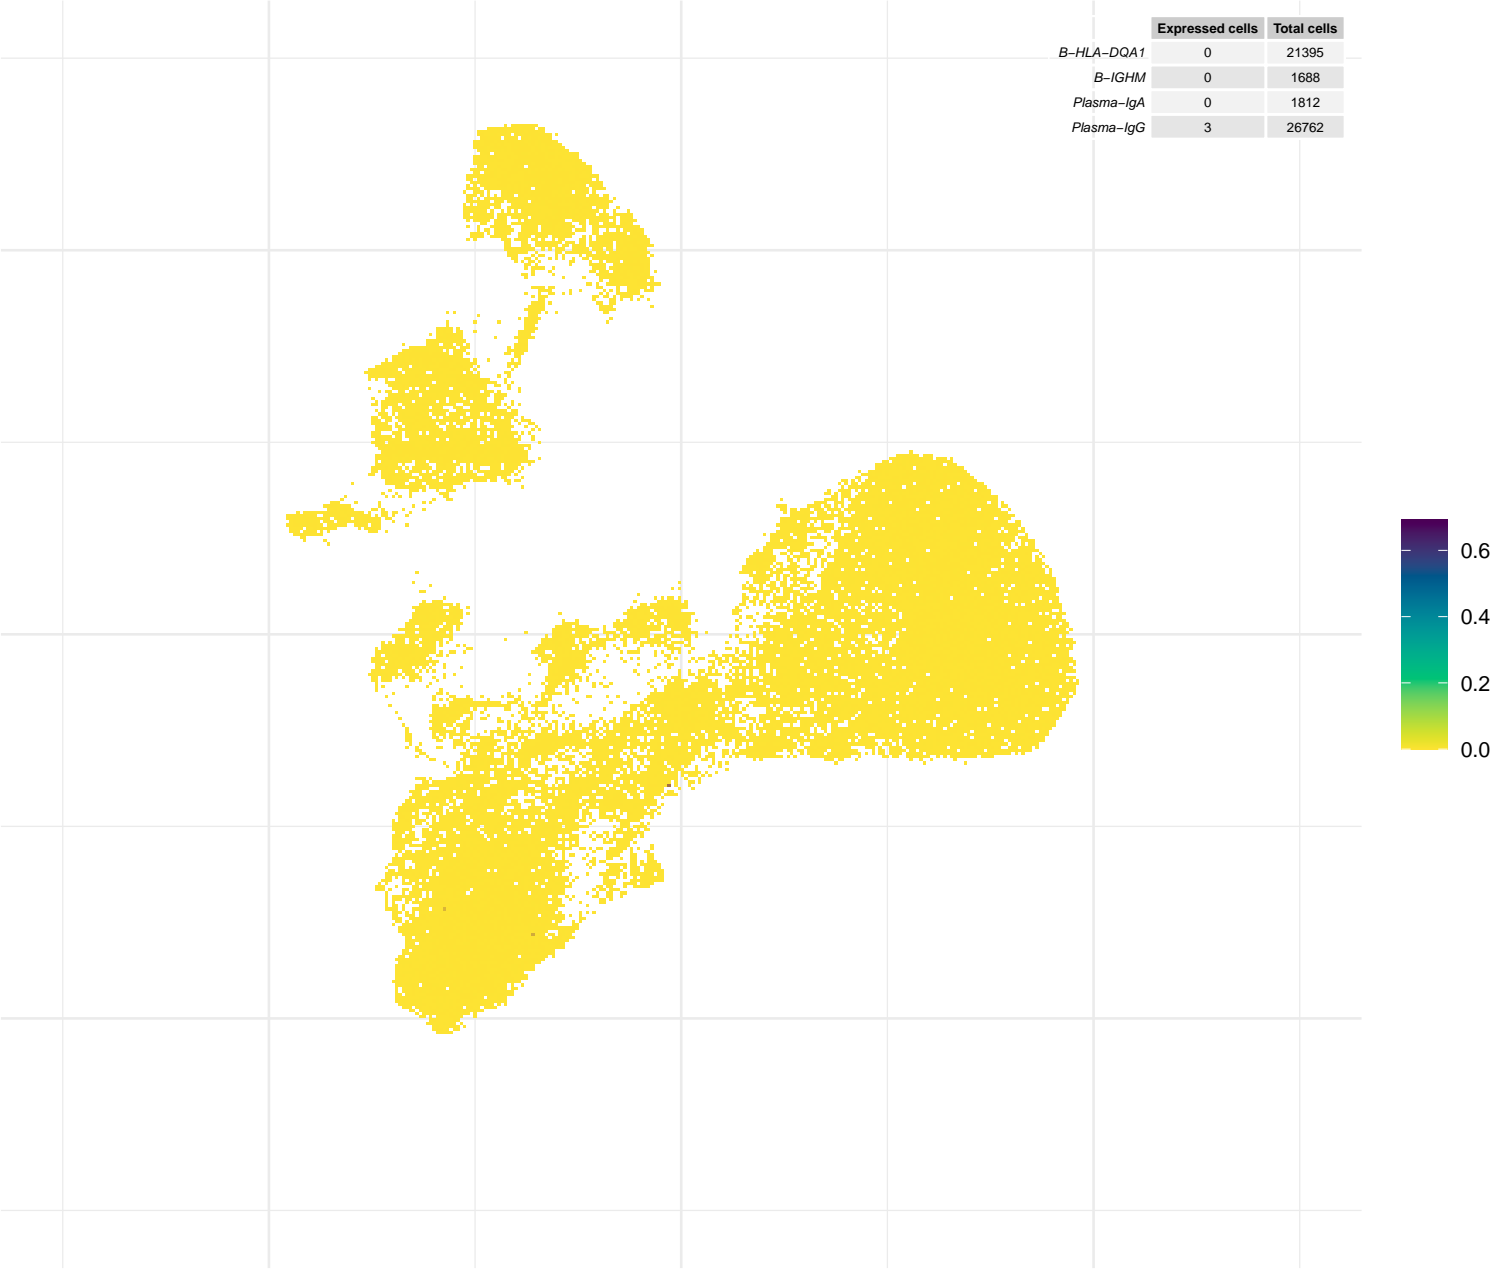 Expressed cells Total cells
B−HLA−DQA1 0 21395
B−IGHM 0 1688
Plasma−IgA 0 1812
Plasma−IgG 3 26762
0.6
0.4
0.2
0.0